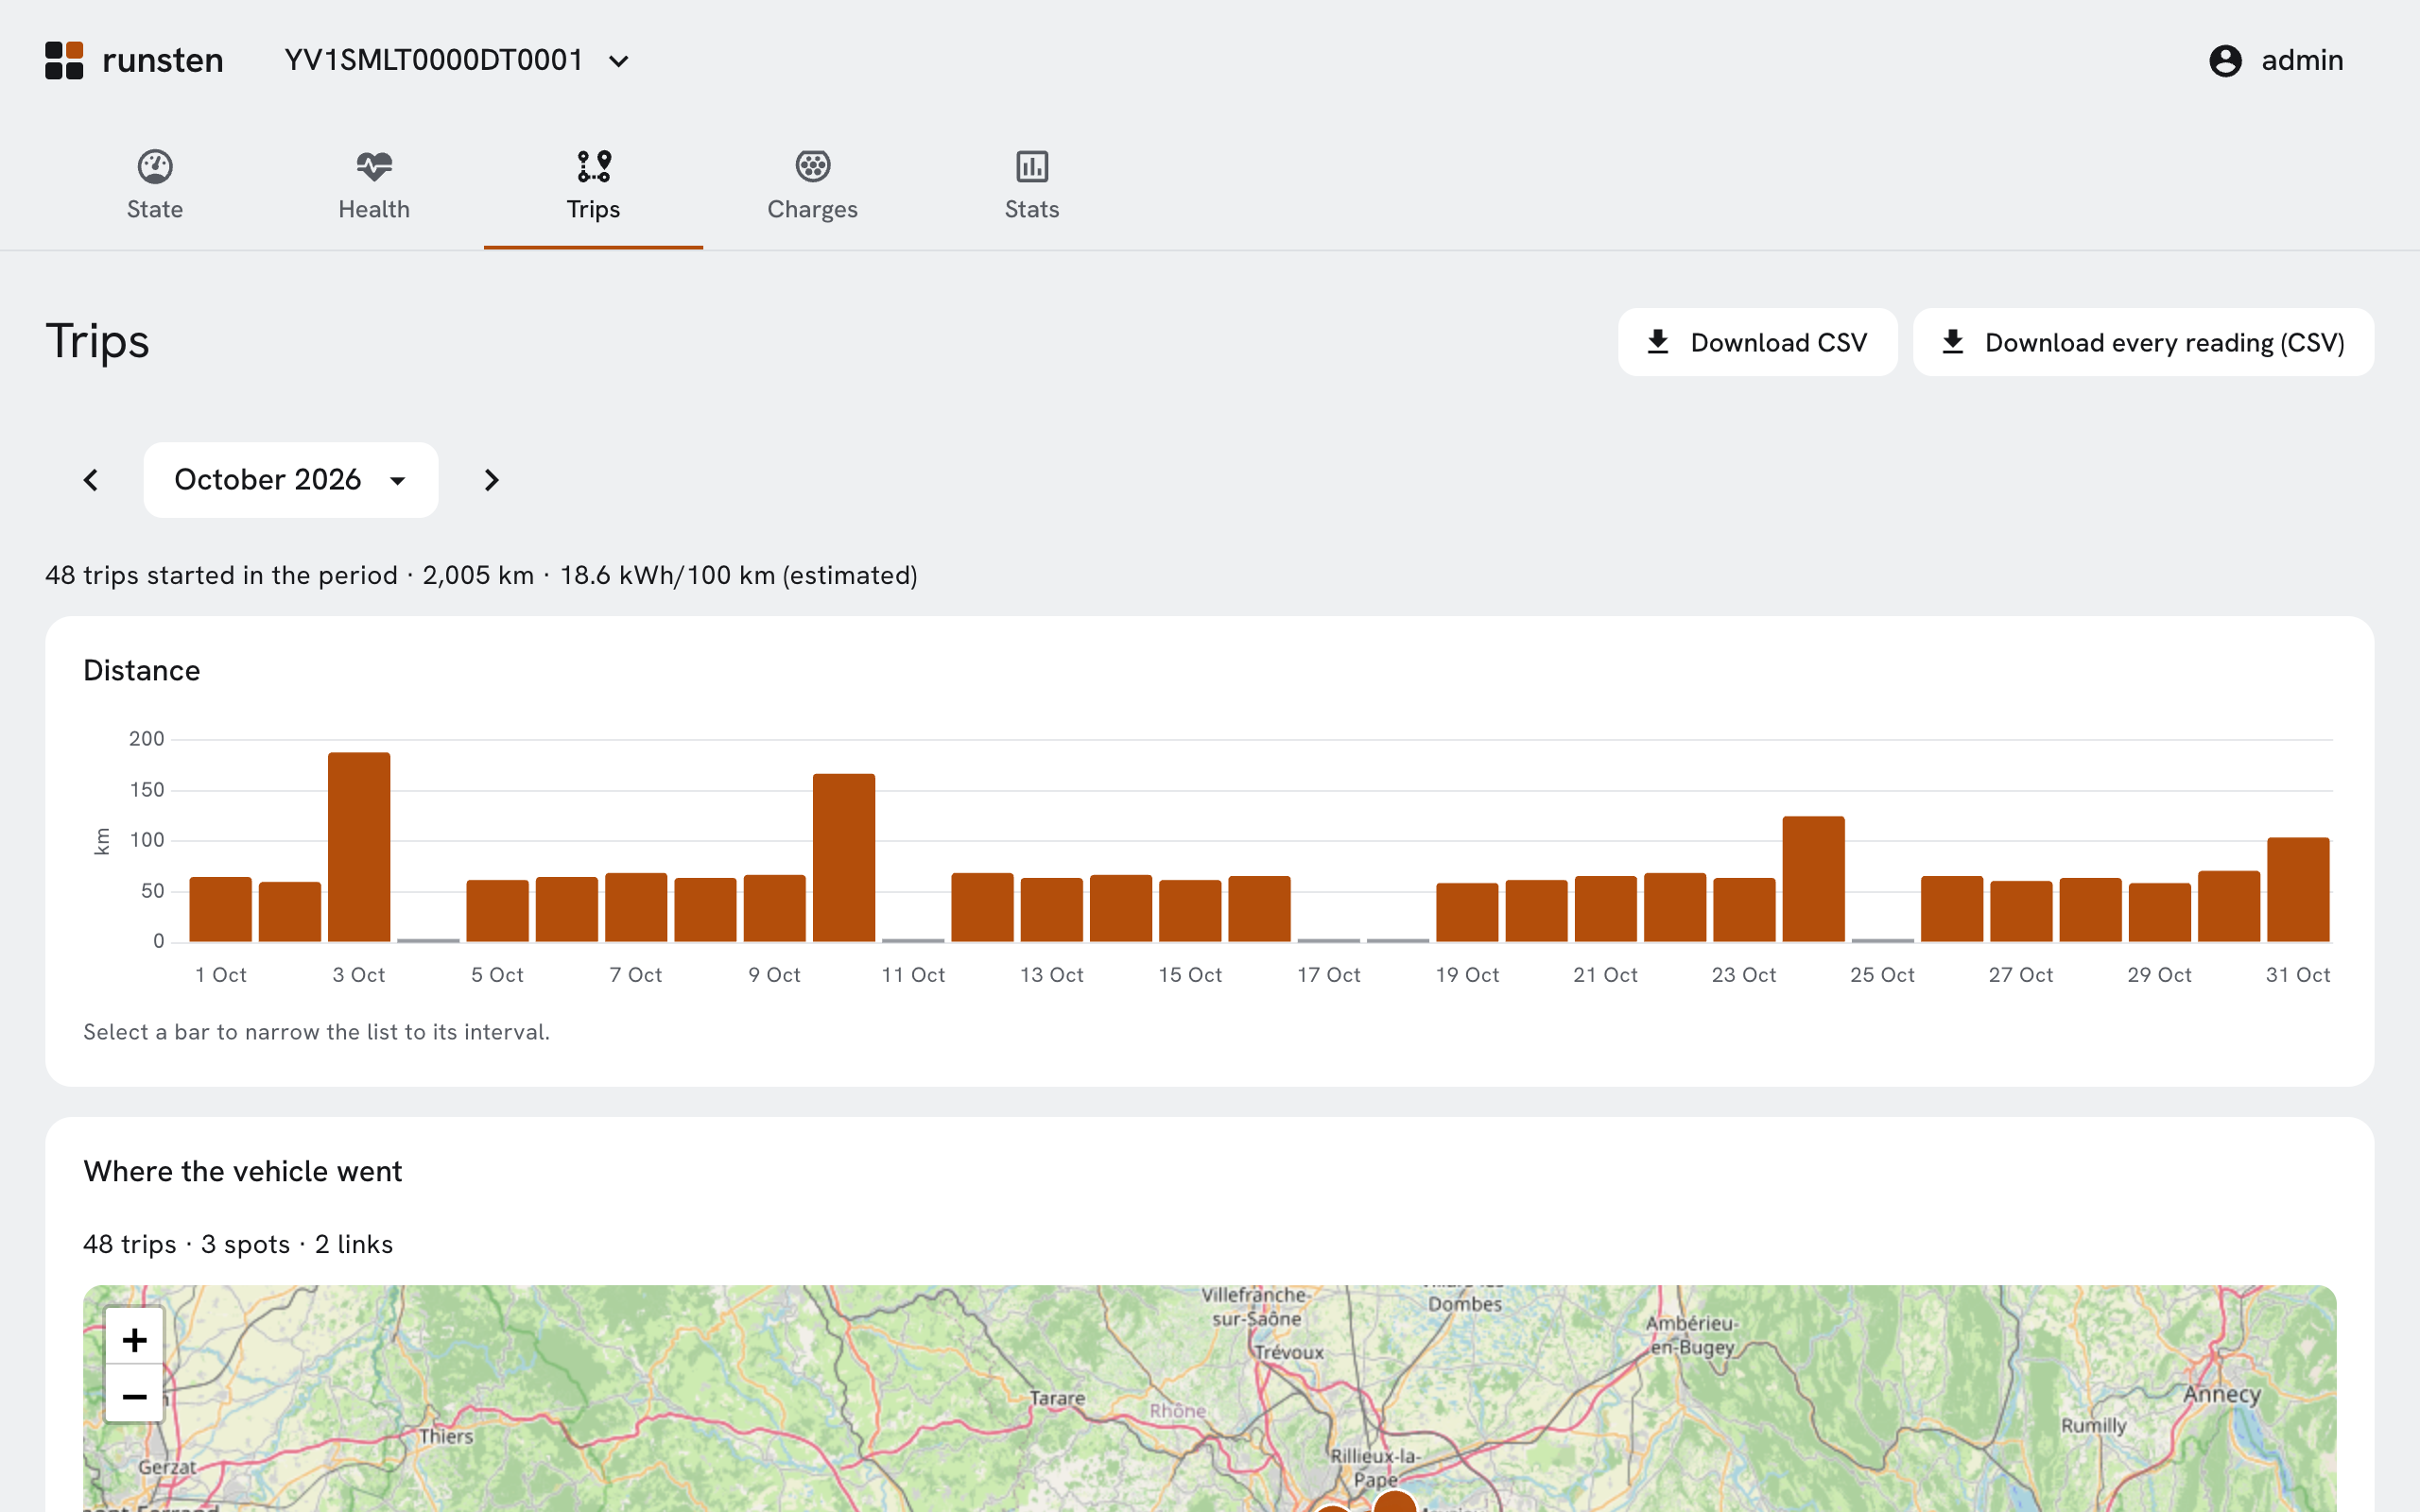 runsten
YV1SMLT0000DT0001
admin
State
Health
Trips
Charges
Stats
Trips
Download CSV
Download every reading (CSV)
October 2026
48 trips started in the period · 2,005 km · 18.6 kWh/100 km (estimated)
Distance
200
150
100
50
0
km
1 Oct
3 Oct
5 Oct
7 Oct
9 Oct
11 Oct
13 Oct
15 Oct
17 Oct
19 Oct
21 Oct
23 Oct
25 Oct
27 Oct
29 Oct
31 Oct
Select a bar to narrow the list to its interval.
Where the vehicle went
48 trips · 3 spots · 2 links
+
−
Villefranche-
sur-Saône
Dombes
Trévoux
Ambérieu-
en-Bugey
Tarare
Rhône
Annecy
Rumilly
Thiers
Gerzat
Rillieux-la-
Pape